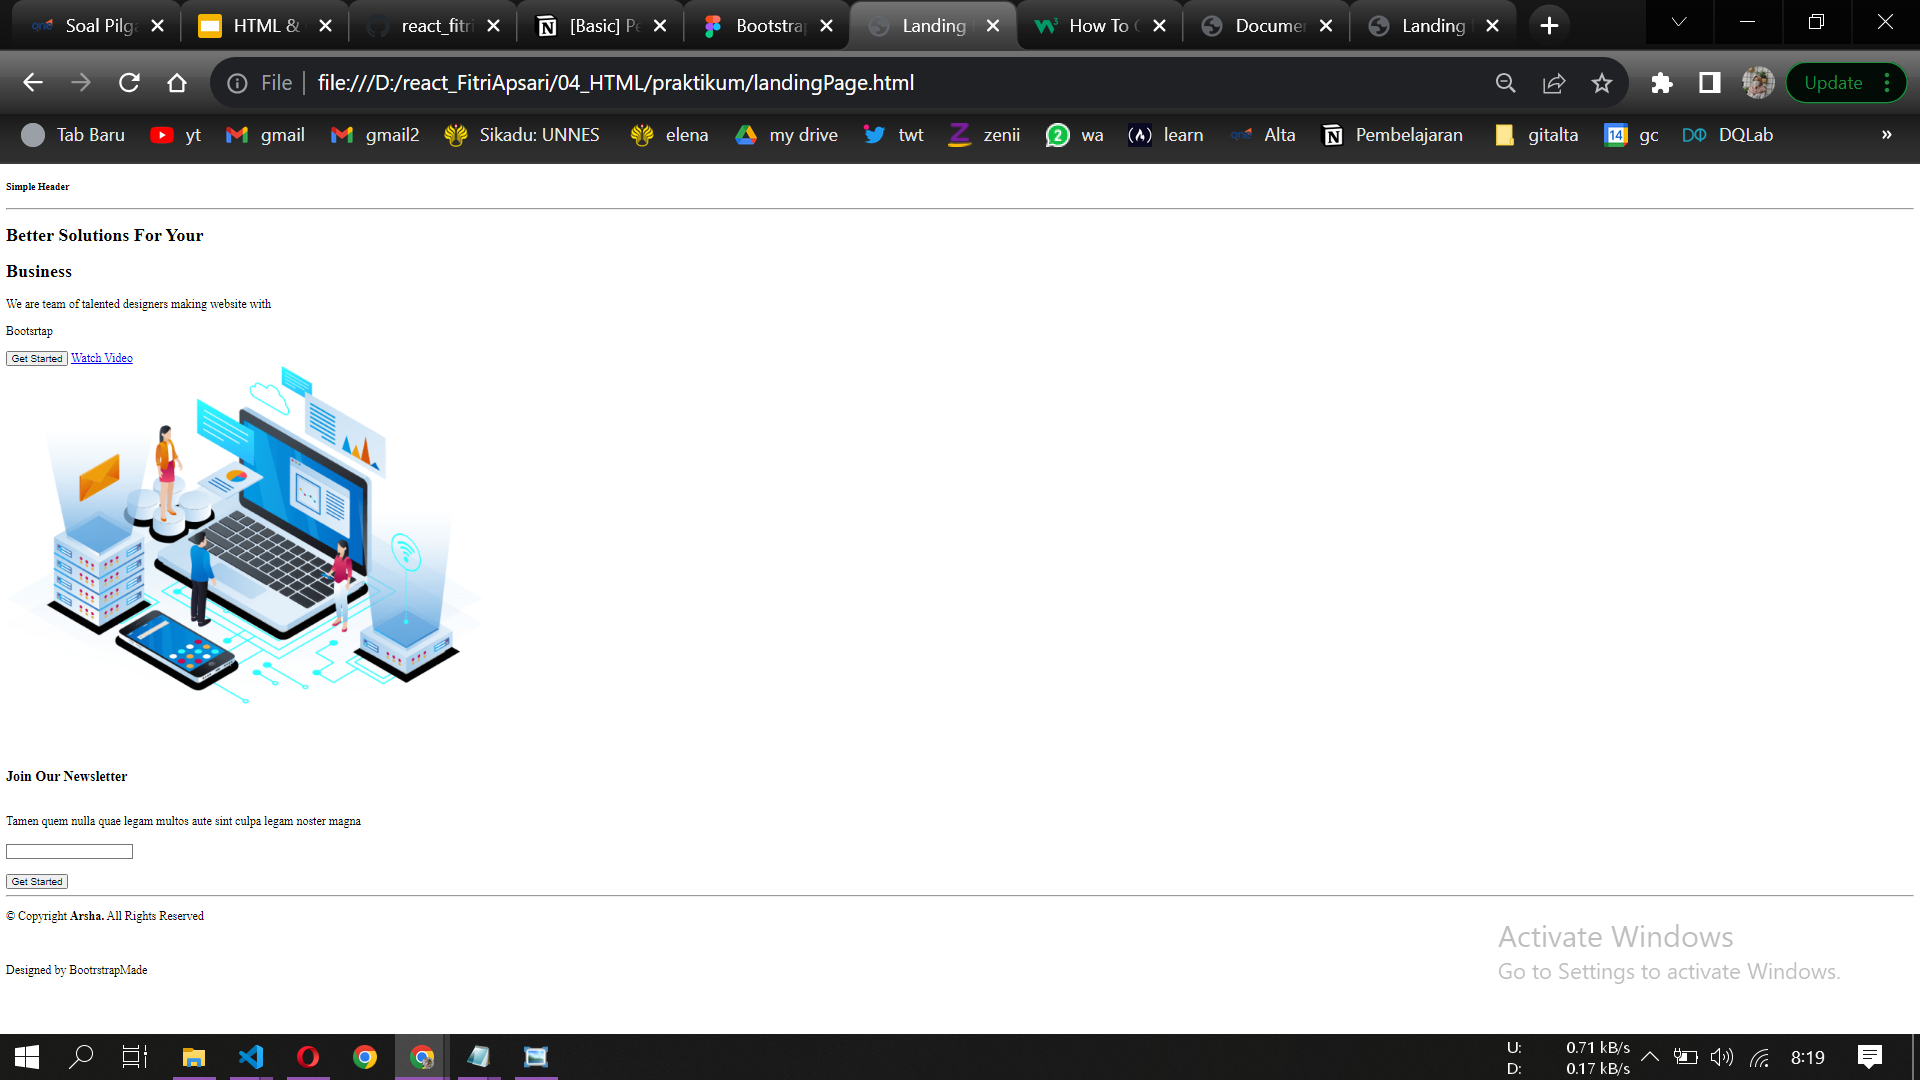 Soal Pilga
HTML &
react_fitri
[Basic] Pe
Bootstrap
Landing
How To C
Documen
Landing
File
file:///D:/react_FitriApsari/04_HTML/praktikum/landingPage.html
Update
Tab Baru
yt
gmail
gmail2
Sikadu: UNNES
elena
my drive
twt
zenii
2
wa
learn
Alta
Pembelajaran
gitalta
14
gc
DQLab
»
Simple Header
Better Solutions For Your
Business
We are team of talented designers making website with
Bootsrtap
Get Started Watch Video
Join Our Newsletter
Tamen quem nulla quae legam multos aute sint culpa legam noster magna
Get Started
© Copyright Arsha. All Rights Reserved
Designed by BootrstrapMade
Activate Windows
Go to Settings to activate Windows.
U: 0.71 kB/s
D: 0.17 kB/s
8:19